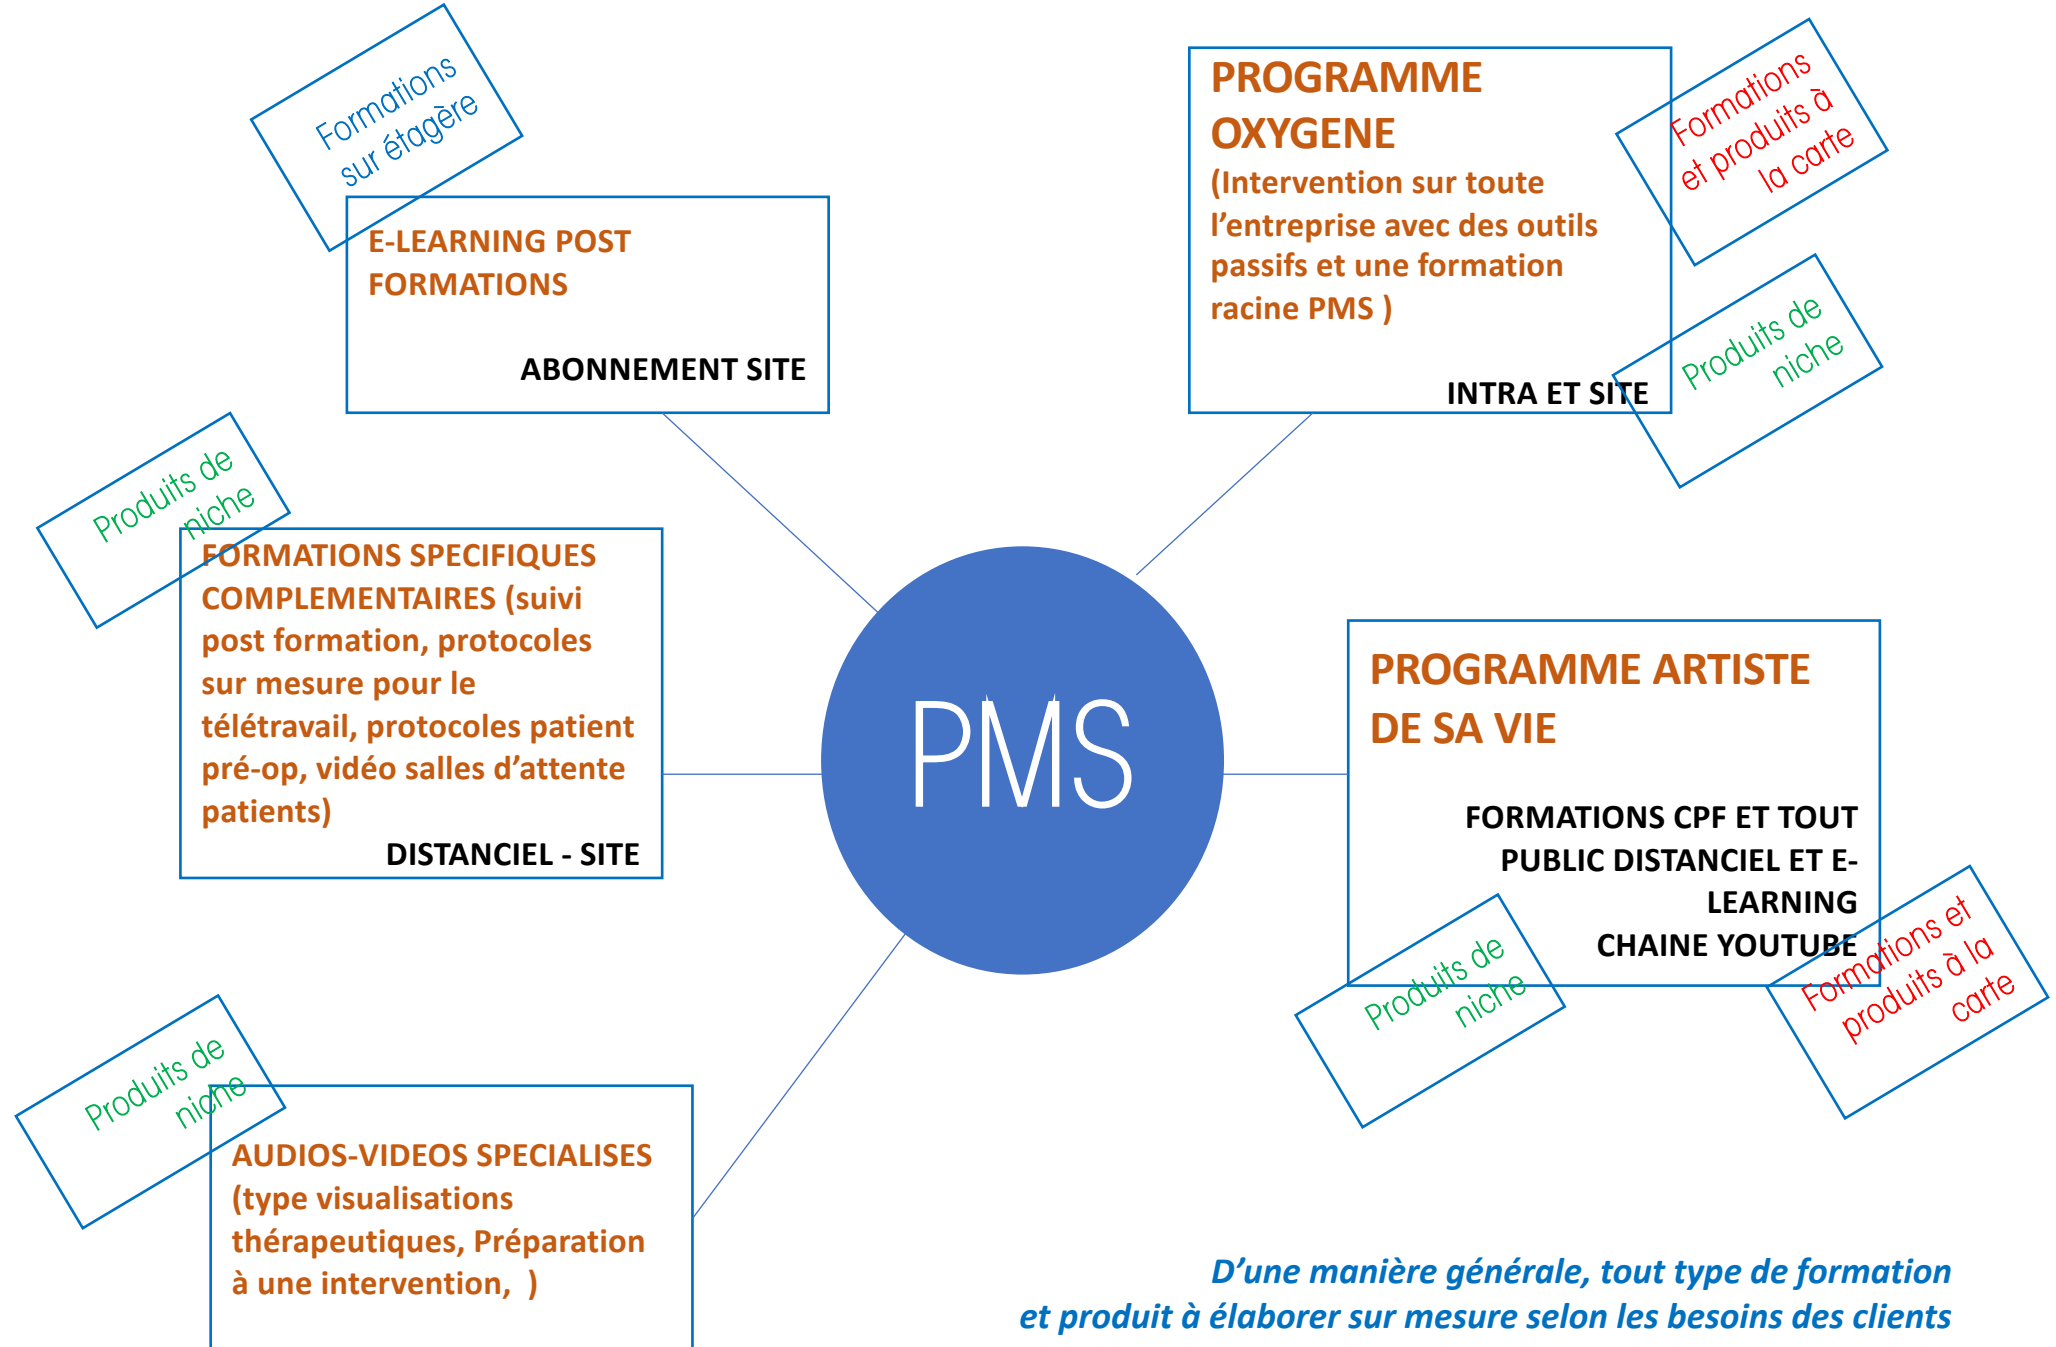 Formations
sur étagère
E-LEARNING POST
FORMATIONS
ABONNEMENT SITE
PROGRAMME
OXYGENE
(Intervention sur toute
l’entreprise avec des outils
passifs et une formation
racine PMS )
INTRA ET SITE
Formations
et produits à
la carte
Produits de
niche
Produits de
niche
FORMATIONS SPECIFIQUES
COMPLEMENTAIRES (suivi
post formation, protocoles
sur mesure pour le
télétravail, protocoles patient
pré-op, vidéo salles d’attente
patients)
DISTANCIEL - SITE
PMS
PROGRAMME ARTISTE
DE SA VIE
FORMATIONS CPF ET TOUT
PUBLIC DISTANCIEL ET E-
LEARNING
CHAINE YOUTUBE
Produits de
niche
Formations et
produits à la
carte
Produits de
niche
AUDIOS-VIDEOS SPECIALISES
(type visualisations
thérapeutiques, Préparation
à une intervention,  )
D’une manière générale, tout type de formation
et produit à élaborer sur mesure selon les besoins des clients